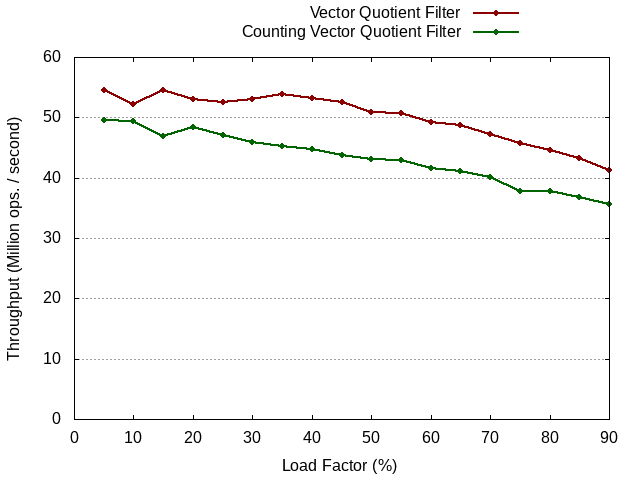 Vector Quotient Filter
Counting Vector Quotient Filter
60
50
40
30
20
10
0
Throughput (Million ops. / second)
0 10 20 30 40 50 60 70 80 90
Load Factor (%)